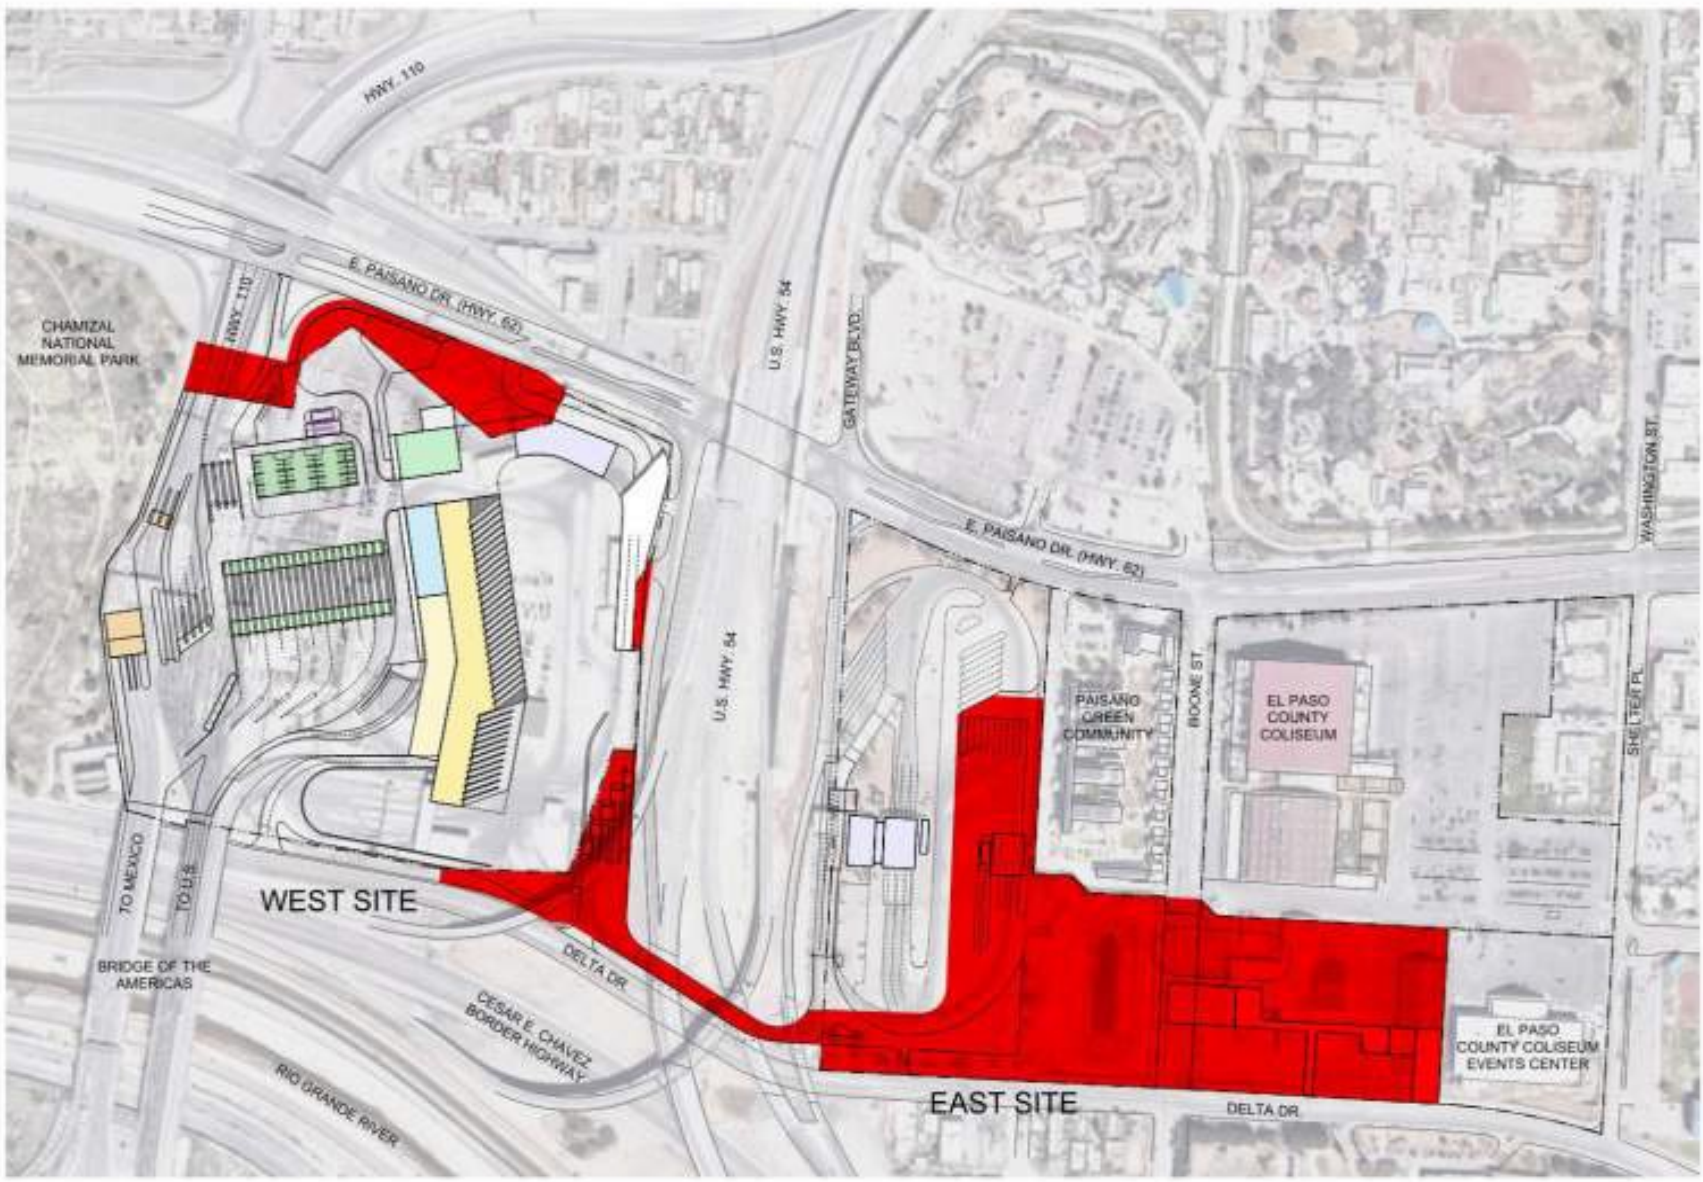 HWY. 110
E. PAISANO DR. (HWY. 62)
HWY 110
CHAMIZAL
NATIONAL
MEMORIAL PARK
U.S. HWY. 54
GATEWAY BLVD.
WASHINGTON ST.
E. PAISANO DR. (HWY. 62)
U.S. HWY. 54
PAISANO
GREEN
COMMUNITY
BOONE ST.
EL PASO
COUNTY
COLISEUM
SHELTER PL.
TO MEXICO
TO U.S.
WEST SITE
BRIDGE OF THE
AMERICAS
DELTA DR.
CESAR E. CHAVEZ
BORDER HIGHWAY
RIO GRANDE RIVER
EL PASO
COUNTY COLISEUM
EVENTS CENTER
EAST SITE
DELTA DR.